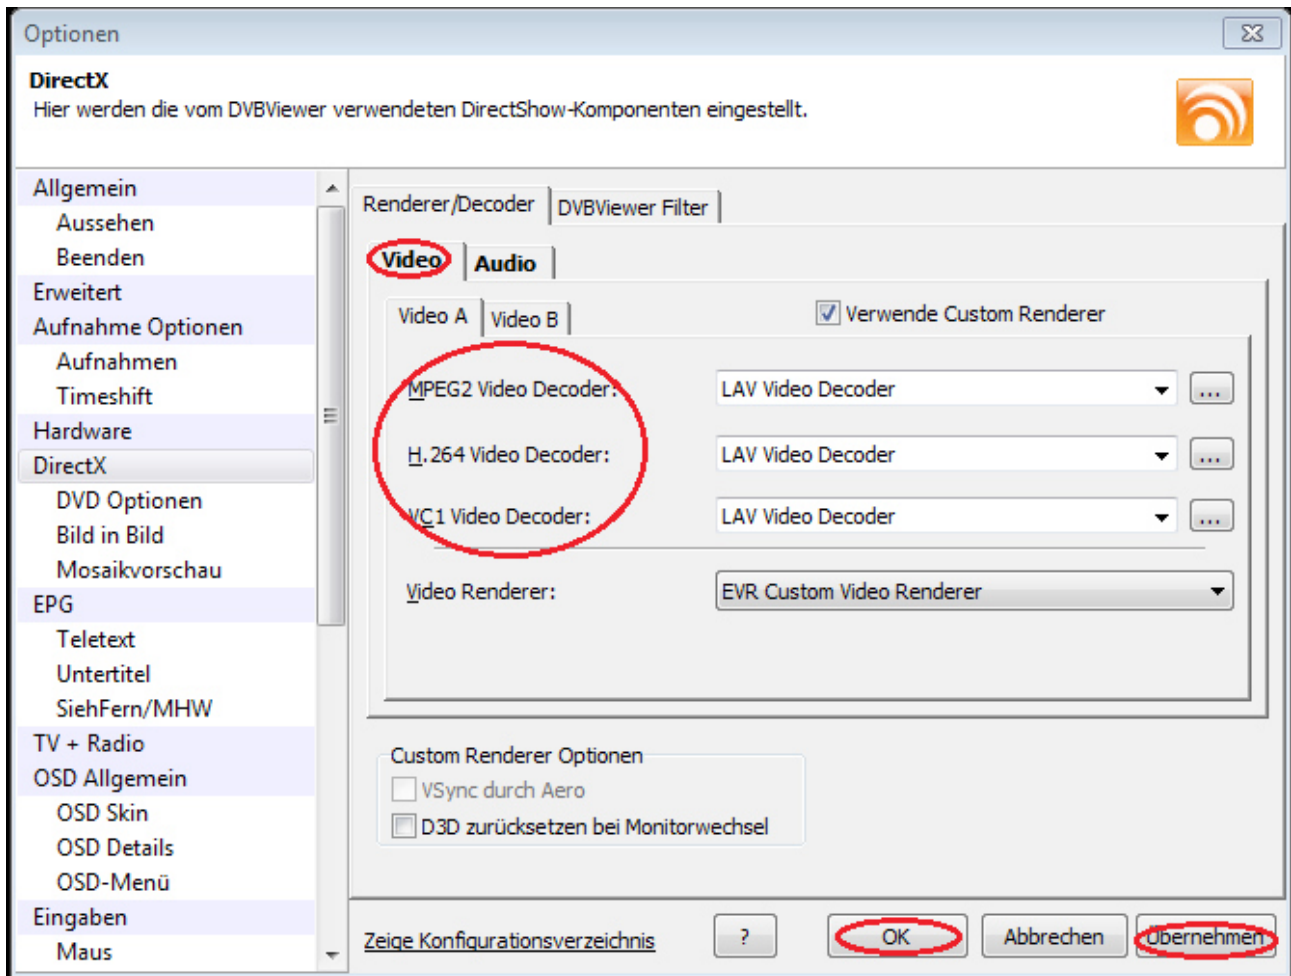 Optionen
DirectX
Hier werden die vom DVBViewer verwendeten DirectShow-Komponenten eingestellt.
Allgemein
Aussehen
Beenden
Erweitert
Aufnahme Optionen
Aufnahmen
Timeshift
Hardware
DirectX
DVD Optionen
Bild in Bild
Mosaikvorschau
EPG
Teletext
Untertitel
SiehFern/MHW
TV + Radio
OSD Allgemein
OSD Skin
OSD Details
OSD-Menü
Eingaben
Maus
Renderer/Decoder DVBViewer Filter
Video Audio
Video A Video B Verwende Custom Renderer
MPEG2 Video Decoder: LAV Video Decoder ...
H.264 Video Decoder: LAV Video Decoder ...
VC1 Video Decoder: LAV Video Decoder ...
Video Renderer: EVR Custom Video Renderer
Custom Renderer Optionen
VSync durch Aero
D3D zurücksetzen bei Monitorwechsel
Zeige Konfigurationsverzeichnis ? OK Abbrechen Übernehmen